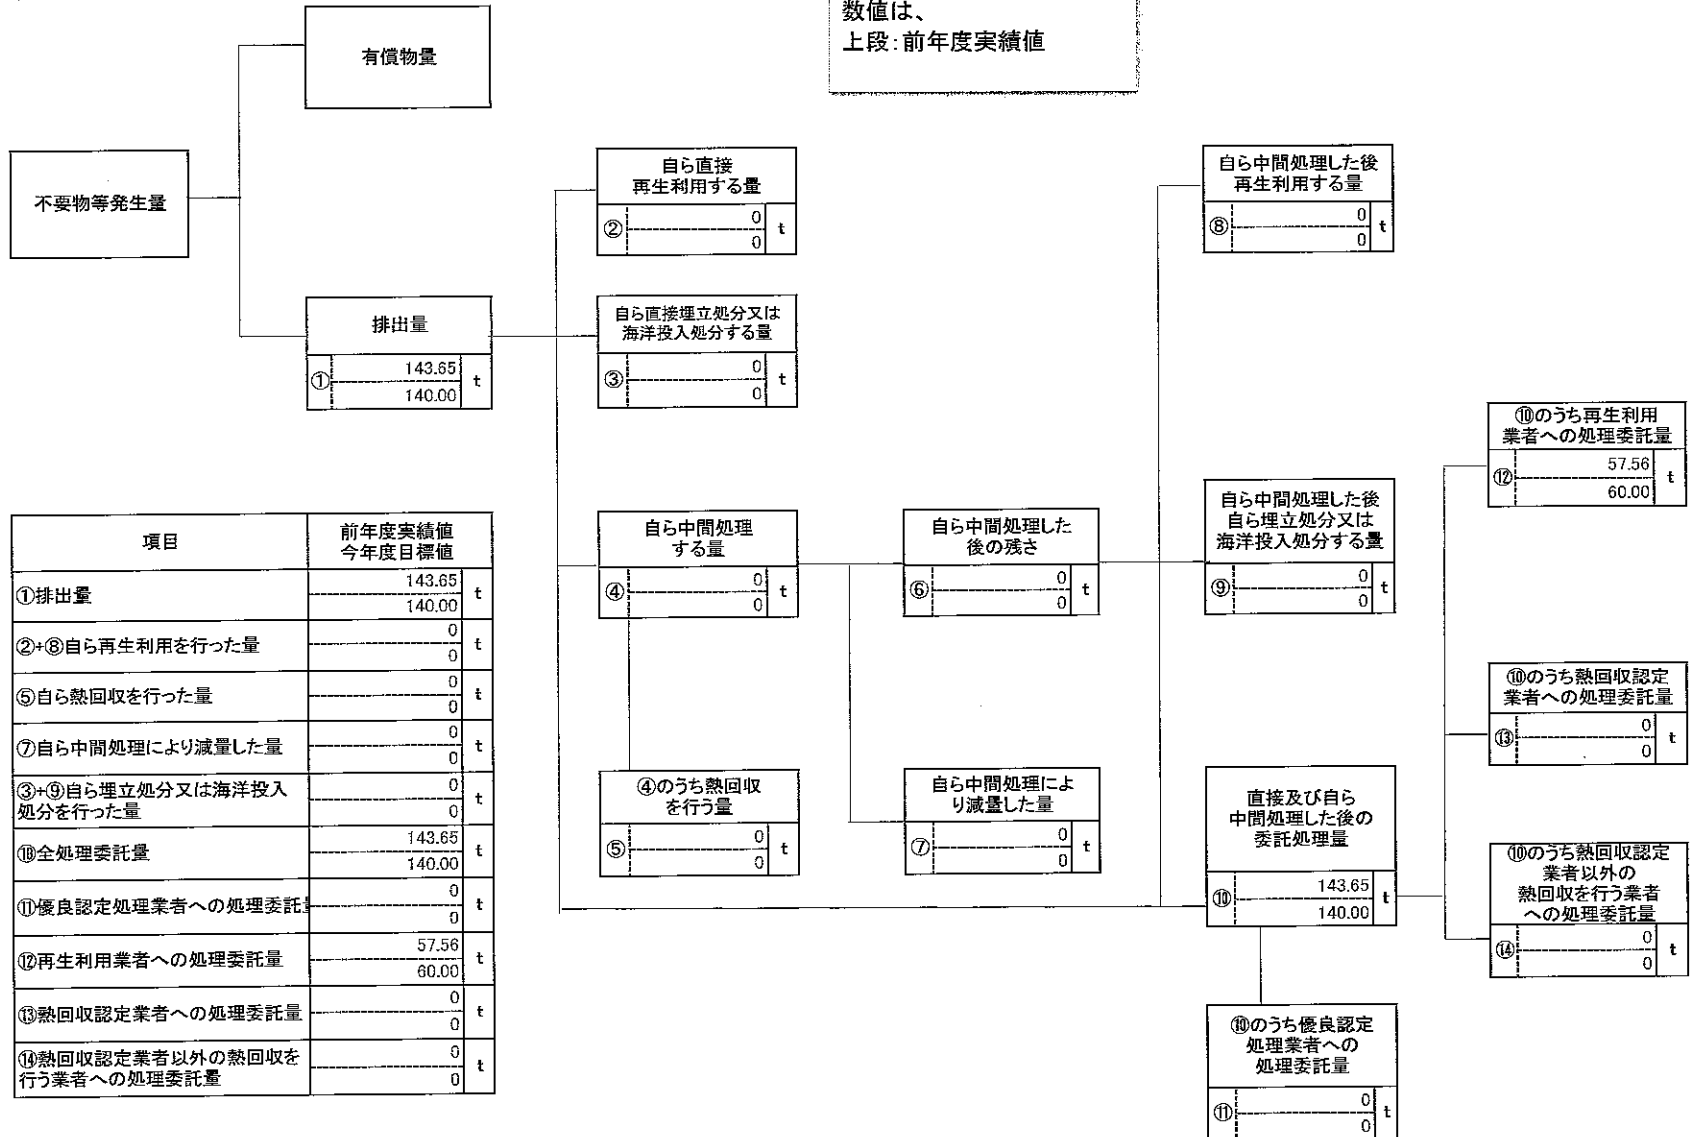 数値は、
上段:前年度実績値
有償物量
不要物等発生量
排出量
① 143.65 t
140.00
自ら直接
再生利用する量
② 0 t
0
自ら直接埋立処分又は
海洋投入処分する量
③ 0 t
0
自ら中間処理
する量
④ 0 t
0
④のうち熱回収
を行う量
⑤ 0 t
0
自ら中間処理した
後の残さ
⑥ 0 t
0
自ら中間処理によ
り減量した量
⑦ 0 t
0
自ら中間処理した後
再生利用する量
⑧ 0 t
0
自ら中間処理した後
自ら埋立処分又は
海洋投入処分する量
⑨ 0 t
0
直接及び自ら
中間処理した後の
委託処理量
⑩ 143.65 t
140.00
⑩のうち優良認定
処理業者への
処理委託量
⑪ 0 t
0
⑩のうち再生利用
業者への処理委託量
⑫ 57.56 t
60.00
⑩のうち熱回収認定
業者への処理委託量
⑬ 0 t
0
⑩のうち熱回収認定
業者以外の
熱回収を行う業者
への処理委託量
⑭ 0 t
0
項目 前年度実績値
今年度目標値
①排出量 143.65 t
140.00
②+⑧自ら再生利用を行った量 0 t
0
⑤自ら熱回収を行った量 0 t
0
⑦自ら中間処理により減量した量 0 t
0
③+⑨自ら埋立処分又は海洋投入
処分を行った量 0 t
0
⑩全処理委託量 143.65 t
140.00
⑪優良認定処理業者への処理委託 0 t
0
⑫再生利用業者への処理委託量 57.56 t
60.00
⑬熱回収認定業者への処理委託量 0 t
0
⑭熱回収認定業者以外の熱回収を
行う業者への処理委託量 0 t
0